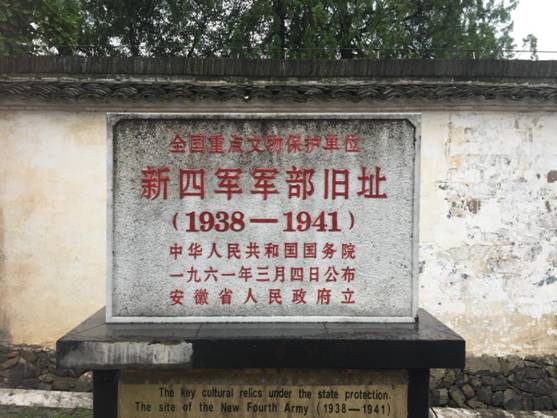 全国重点文物保护单位
新四军军部旧址
(1938—1941)
中华人民共和国国务院
一九六一年三月四日公布
安徽省人民政府立
The key cultural relics under the state protection.
The site of the New Fourth Army (1938—1941)